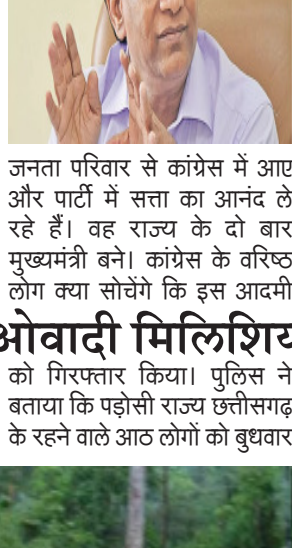 जनता परिवार से कांग्रेस में आए
और पार्टी में सत्ता का आनंद ले
रहे हैं। वह राज्य के दो बार
मुख्यमंत्री बने। कांग्रेस के वरिष्ठ
लोग क्या सोचेंगे कि इस आदमी
ओवादी मिलिशिय
को गिरफ्तार किया। पुलिस ने
बताया कि पड़ोसी राज्य छत्तीसगढ़
के रहने वाले आठ लोगों को बुधवार